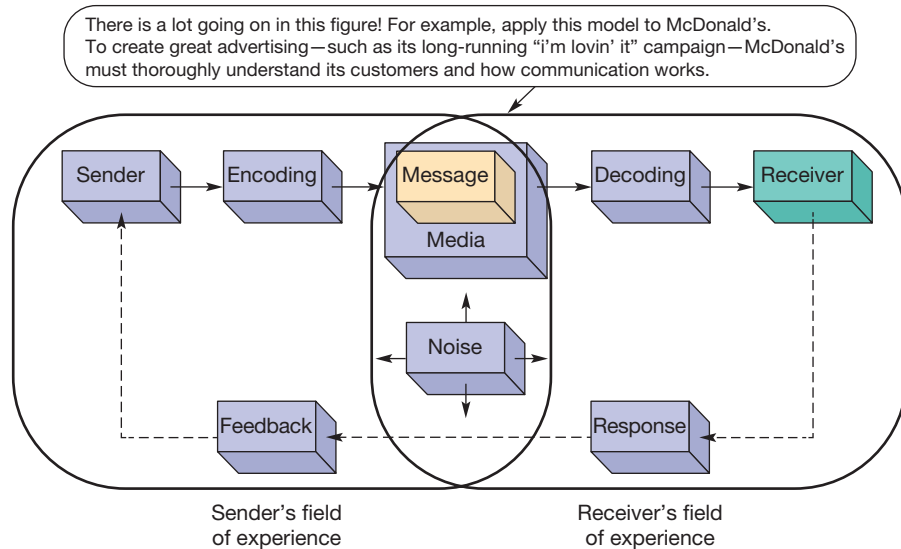 There is a lot going on in this figure! For example, apply this model to McDonald's.
To create great advertising—such as its long-running “i'm lovin' it” campaign—McDonald's
must thoroughly understand its customers and how communication works.
Sender
Encoding
Message
Media
Decoding
Receiver
Noise
Feedback
Response
Sender's field
of experience
Receiver's field
of experience